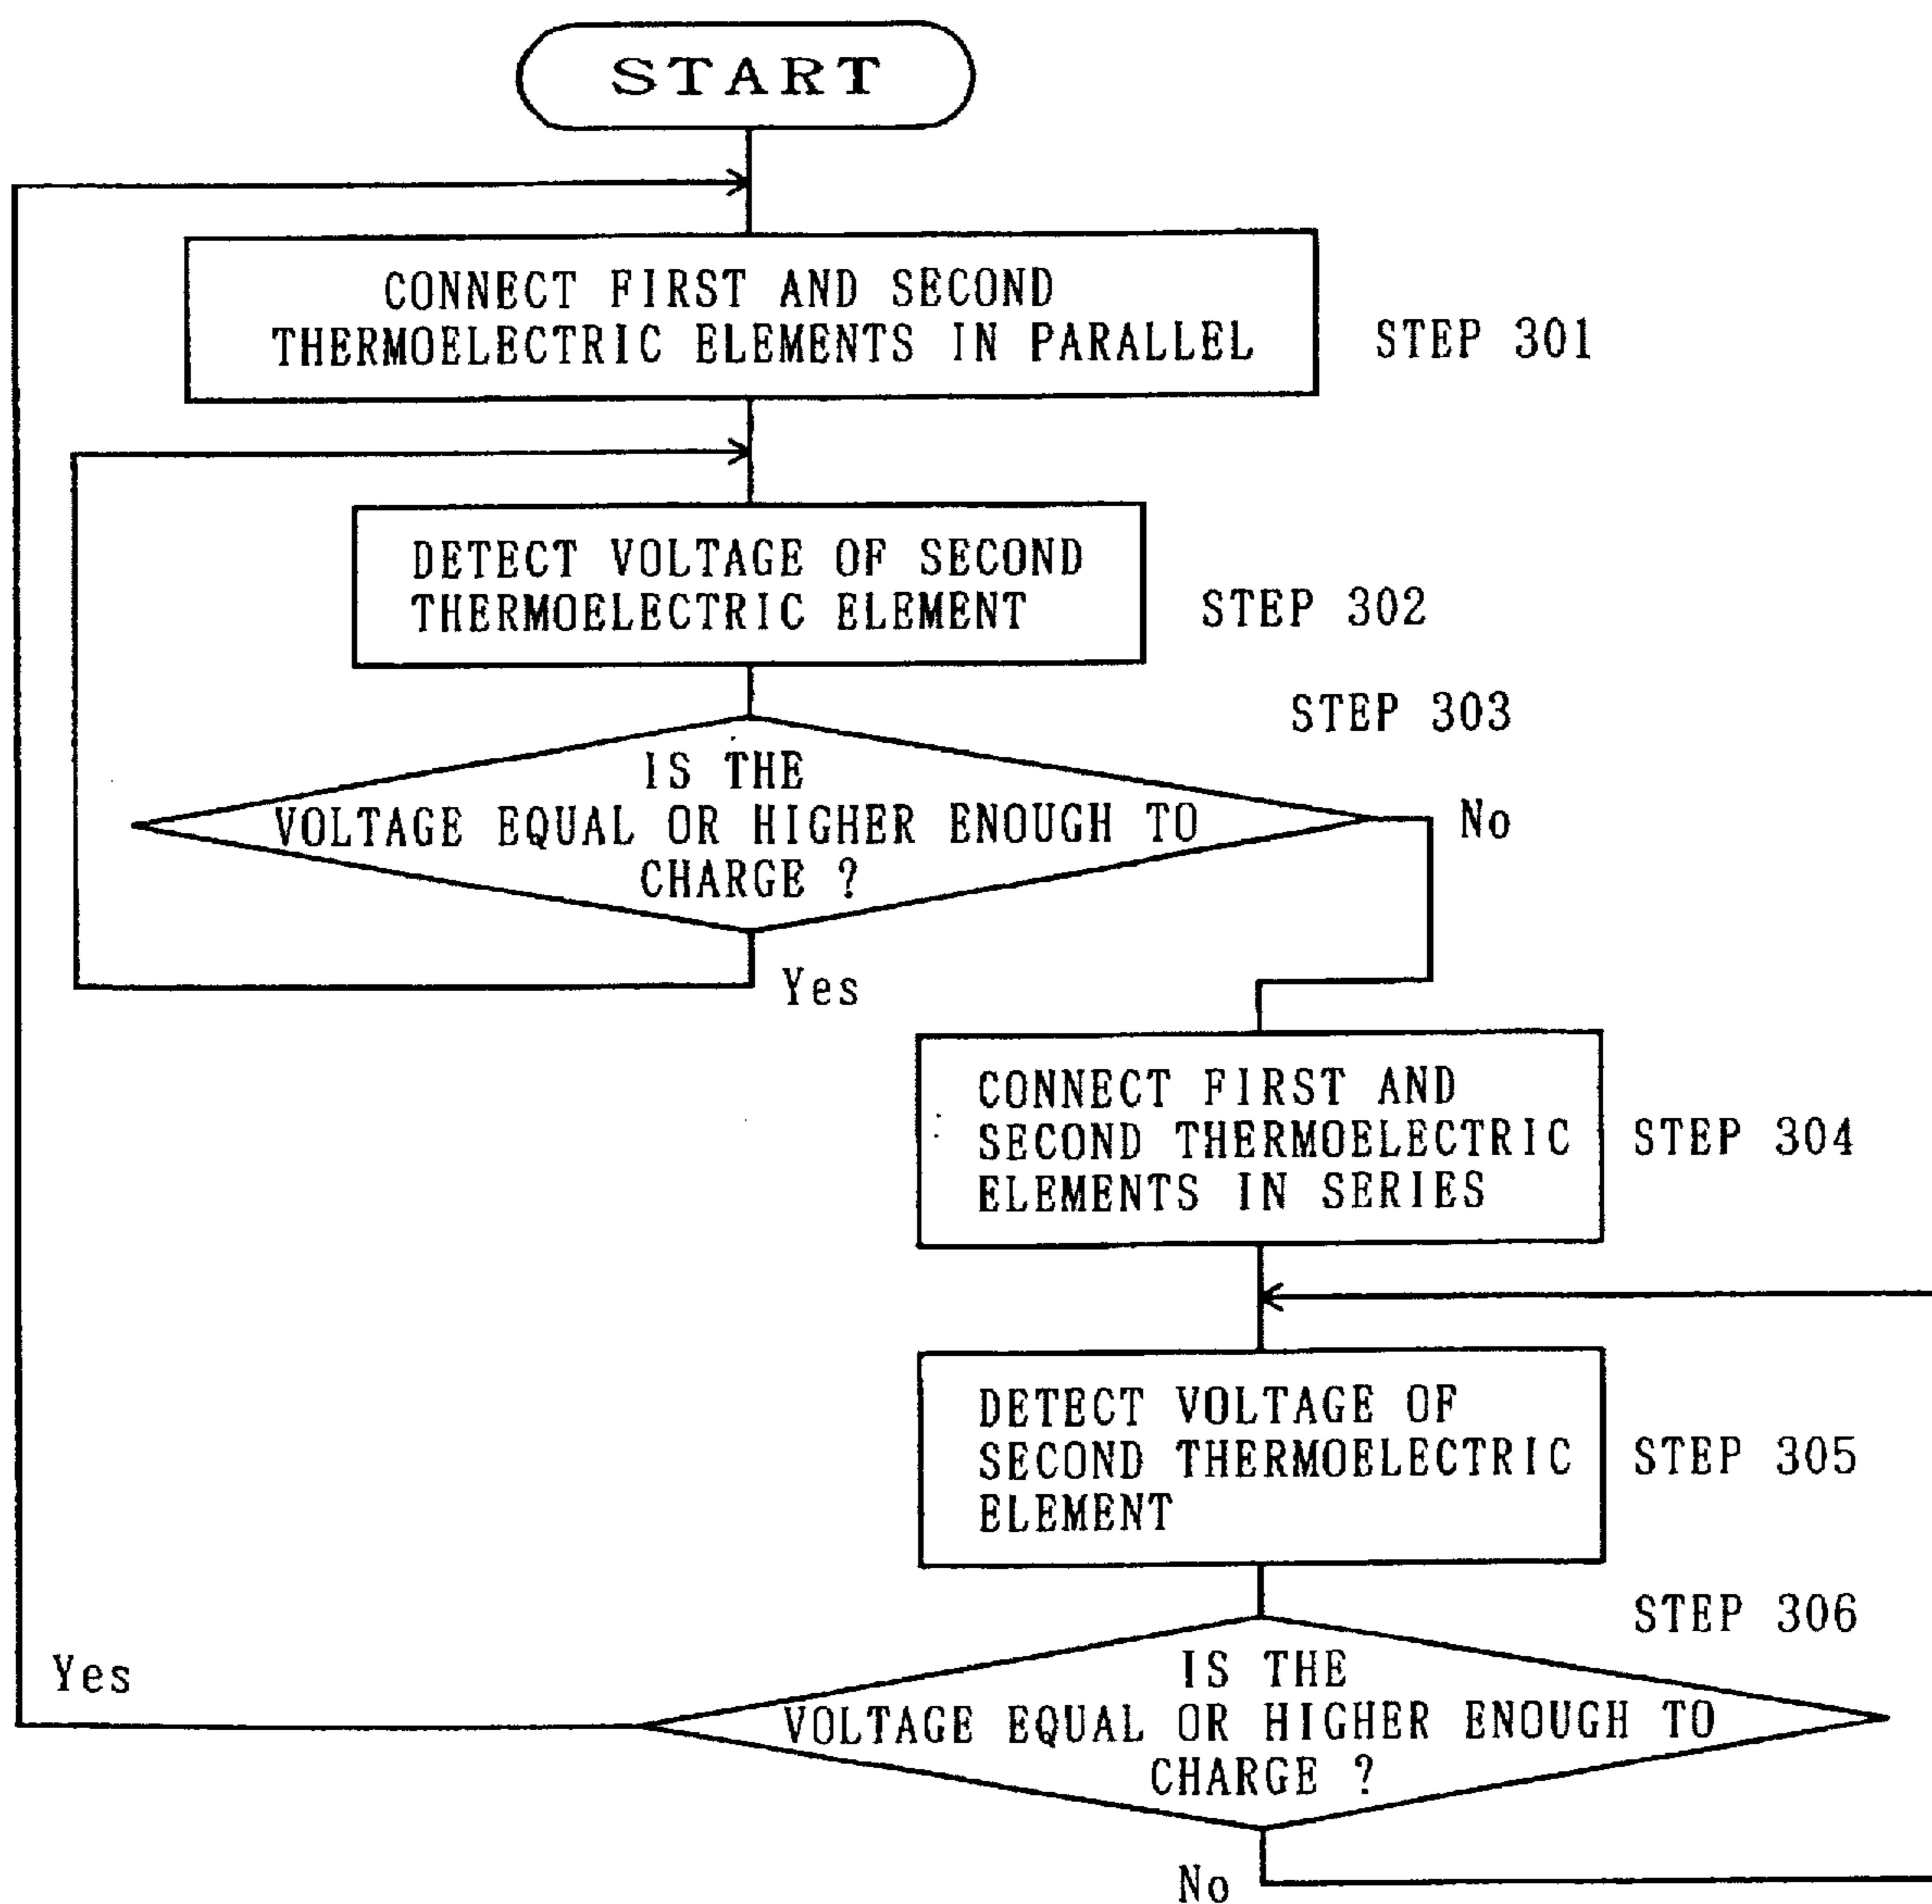 START
CONNECT FIRST AND SECOND
THERMOELECTRIC ELEMENTS IN PARALLEL
STEP 301
DETECT VOLTAGE OF SECOND
THERMOELECTRIC ELEMENT
STEP 302
STEP 303
IS THE
VOLTAGE EQUAL OR HIGHER ENOUGH TO
CHARGE ?
No
Yes
CONNECT FIRST AND
SECOND THERMOELECTRIC
ELEMENTS IN SERIES
STEP 304
DETECT VOLTAGE OF
SECOND THERMOELECTRIC
ELEMENT
STEP 305
STEP 306
IS THE
VOLTAGE EQUAL OR HIGHER ENOUGH TO
CHARGE ?
Yes
No